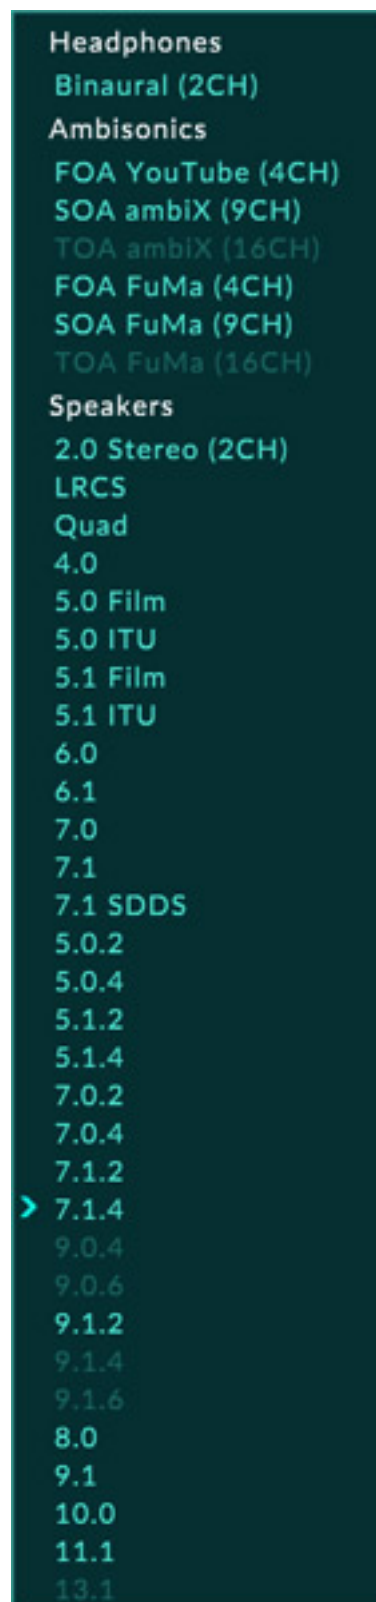 Headphones
Binaural (2CH)
Ambisonics
FOA YouTube (4CH)
SOA ambiX (9CH)
TOA ambiX (16CH)
FOA FuMa (4CH)
SOA FuMa (9CH)
TOA FuMa (16CH)
Speakers
2.0 Stereo (2CH)
LRCS
Quad
4.0
5.0 Film
5.0 ITU
5.1 Film
5.1 ITU
6.0
6.1
7.0
7.1
7.1 SDDS
5.0.2
5.0.4
5.1.2
5.1.4
7.0.2
7.0.4
7.1.2
7.1.4
9.0.4
9.0.6
9.1.2
9.1.4
9.1.6
8.0
9.1
10.0
11.1
13.1